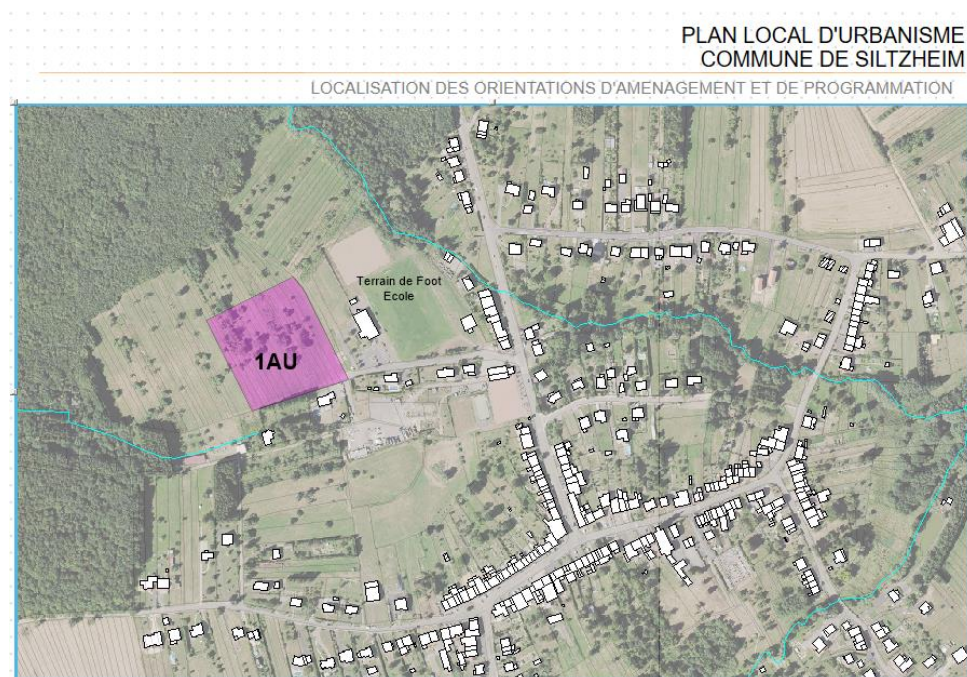 PLAN LOCAL D'URBANISME
COMMUNE DE SILTZHEIM
LOCALISATION DES ORIENTATIONS D'AMENAGEMENT ET DE PROGRAMMATION
Terrain de Foot
Ecole
1AU